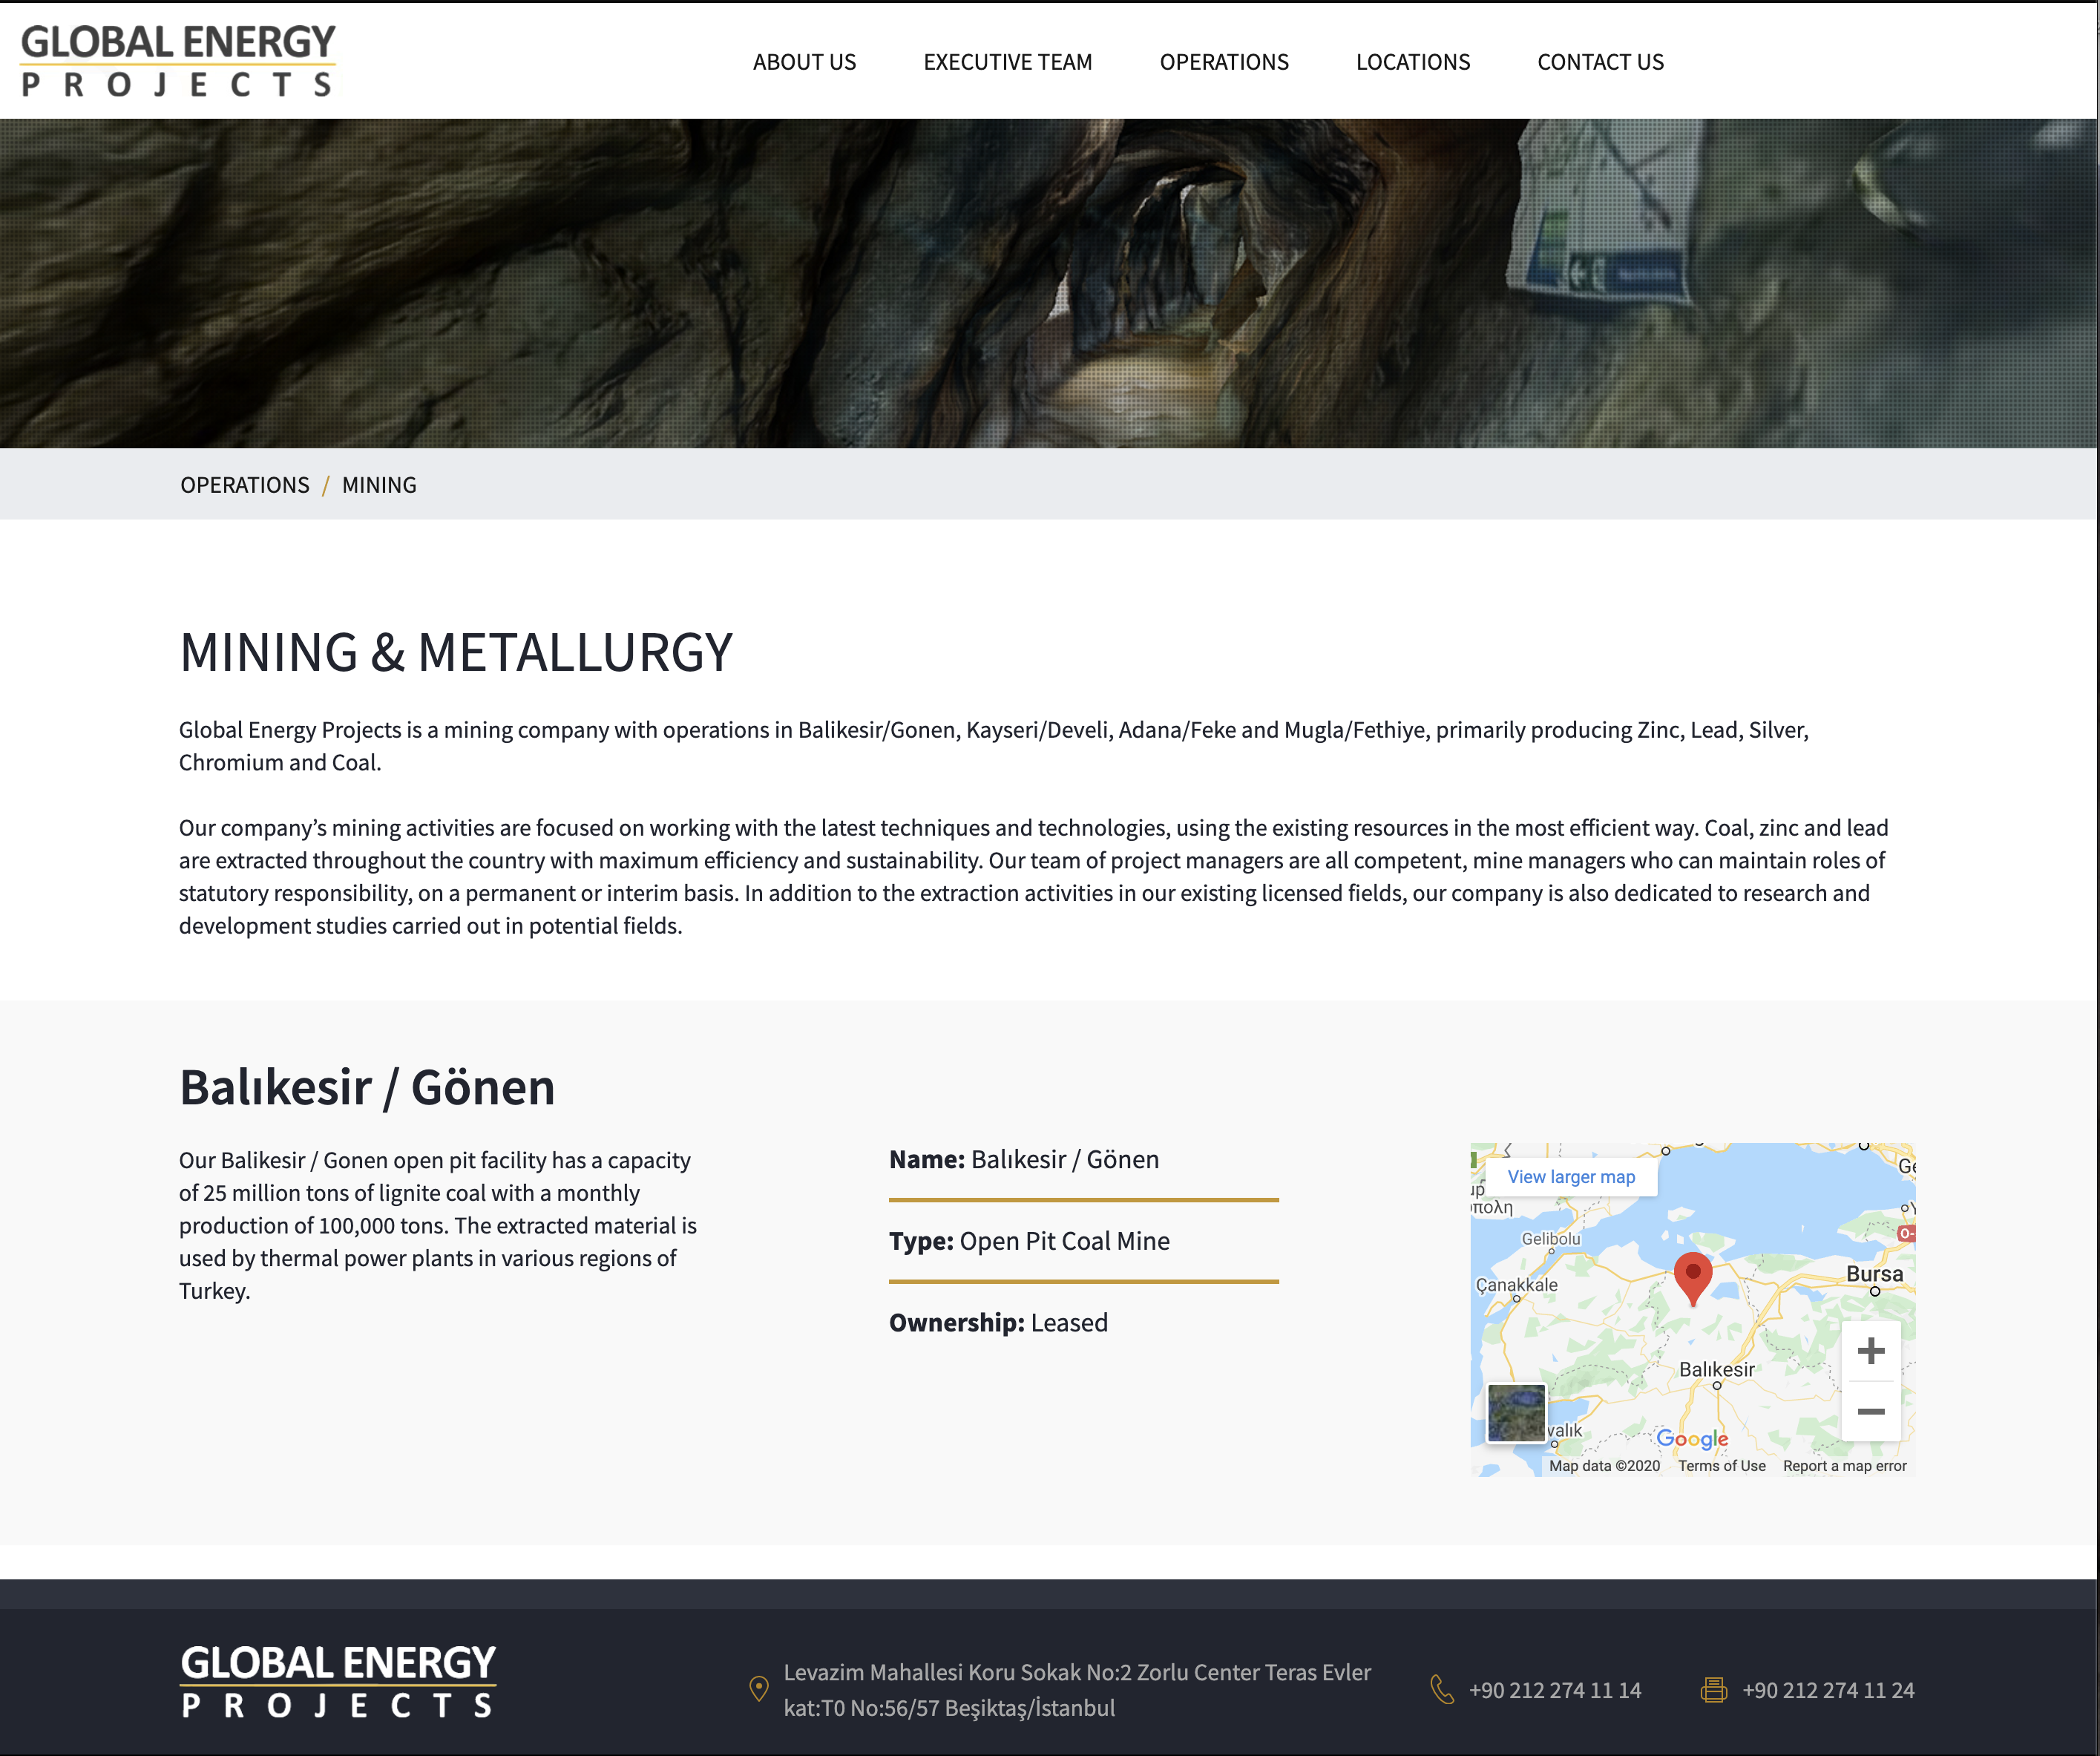 GLOBAL ENERGY
PROJECTS
ABOUT US
EXECUTIVE TEAM
OPERATIONS
LOCATIONS
CONTACT US
OPERATIONS / MINING
MINING & METALLURGY
Global Energy Projects is a mining company with operations in Balikesir/Gonen, Kayseri/Develi, Adana/Feke and Mugla/Fethiye, primarily producing Zinc, Lead, Silver,
Chromium and Coal.
Our company’s mining activities are focused on working with the latest techniques and technologies, using the existing resources in the most efficient way. Coal, zinc and lead
are extracted throughout the country with maximum efficiency and sustainability. Our team of project managers are all competent, mine managers who can maintain roles of
statutory responsibility, on a permanent or interim basis. In addition to the extraction activities in our existing licensed fields, our company is also dedicated to research and
development studies carried out in potential fields.
Balıkesir / Gönen
Our Balikesir / Gonen open pit facility has a capacity
of 25 million tons of lignite coal with a monthly
production of 100,000 tons. The extracted material is
used by thermal power plants in various regions of
Turkey.
Name: Balıkesir / Gönen
Type: Open Pit Coal Mine
Ownership: Leased
View larger map
πολη
Gelibolu
Çanakkale
Bursa
Balıkesir
valık
Google
Map data ©2020 Terms of Use Report a map error
GLOBAL ENERGY
PROJECTS
Levazim Mahallesi Koru Sokak No:2 Zorlu Center Teras Evler
kat:T0 No:56/57 Beşiktaş/İstanbul
+90 212 274 11 14
+90 212 274 11 24